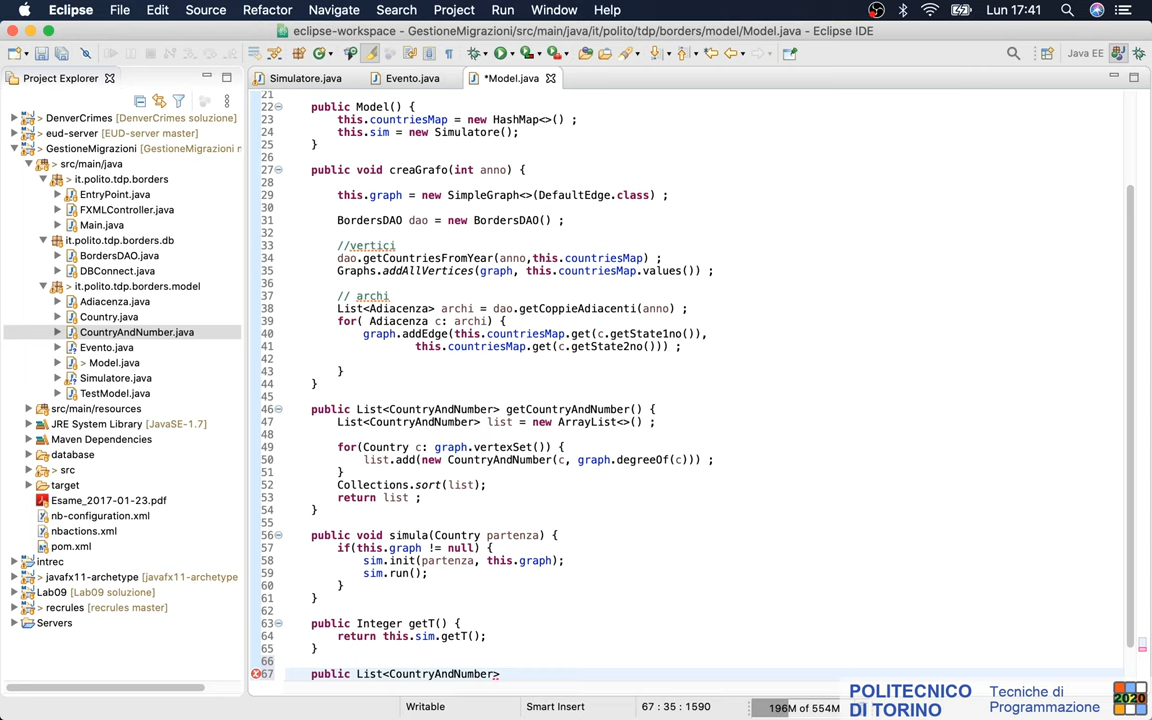 Eclipse File Edit Source Refactor Navigate Search Project Run Window Help Lun 17:41
eclipse-workspace - GestioneMigrazioni/src/main/java/it/polito/tdp/borders/model/Model.java - Eclipse IDE
Java EE
Project Explorer
Simulatore.java Evento.java *Model.java
> DenverCrimes [DenverCrimes soluzione]
> eud-server [EUD-server master]
> GestioneMigrazioni [GestioneMigrazioni
> src/main/java
> it.polito.tdp.borders
> EntryPoint.java
> FXMLController.java
> Main.java
it.polito.tdp.borders.db
BordersDAO.java
DBConnect.java
> it.polito.tdp.borders.model
Adiacenza.java
Country.java
CountryAndNumber.java
Evento.java
> Model.java
Simulatore.java
TestModel.java
src/main/resources
JRE System Library [JavaSE-1.7]
Maven Dependencies
database
> src
target
Esame_2017-01-23.pdf
nb-configuration.xml
nbactions.xml
pom.xml
intrec
> javafx11-archetype [javafx11-archetype
Lab09 [Lab09 soluzione]
> recrules [recrules master]
Servers
21
22 public Model() {
23 this.countriesMap = new HashMap<>() ;
24 this.sim = new Simulatore();
25 }
26
27 public void creaGrafo(int anno) {
28
29 this.graph = new SimpleGraph<>(DefaultEdge.class) ;
30
31 BordersDAO dao = new BordersDAO() ;
32
33 //vertici
34 dao.getCountriesFromYear(anno,this.countriesMap) ;
35 Graphs.addAllVertices(graph, this.countriesMap.values()) ;
36
37 // archi
38 List<Adiacenza> archi = dao.getCoppieAdiacenti(anno) ;
39 for( Adiacenza c: archi) {
40 graph.addEdge(this.countriesMap.get(c.getState1no()),
41 this.countriesMap.get(c.getState2no())) ;
42
43 }
44 }
45
46 public List<CountryAndNumber> getCountryAndNumber() {
47 List<CountryAndNumber> list = new ArrayList<>() ;
48
49 for(Country c: graph.vertexSet()) {
50 list.add(new CountryAndNumber(c, graph.degreeOf(c))) ;
51 }
52 Collections.sort(list);
53 return list ;
54 }
55
56 public void simula(Country partenza) {
57 if(this.graph != null) {
58 sim.init(partenza, this.graph);
59 sim.run();
60 }
61 }
62
63 public Integer getT() {
64 return this.sim.getT();
65 }
66
67 public List<CountryAndNumber>
Writable Smart Insert 67 : 35 : 1590 196M of 554M
POLITECNICO
DI TORINO
Tecniche di
Programmazione
2020